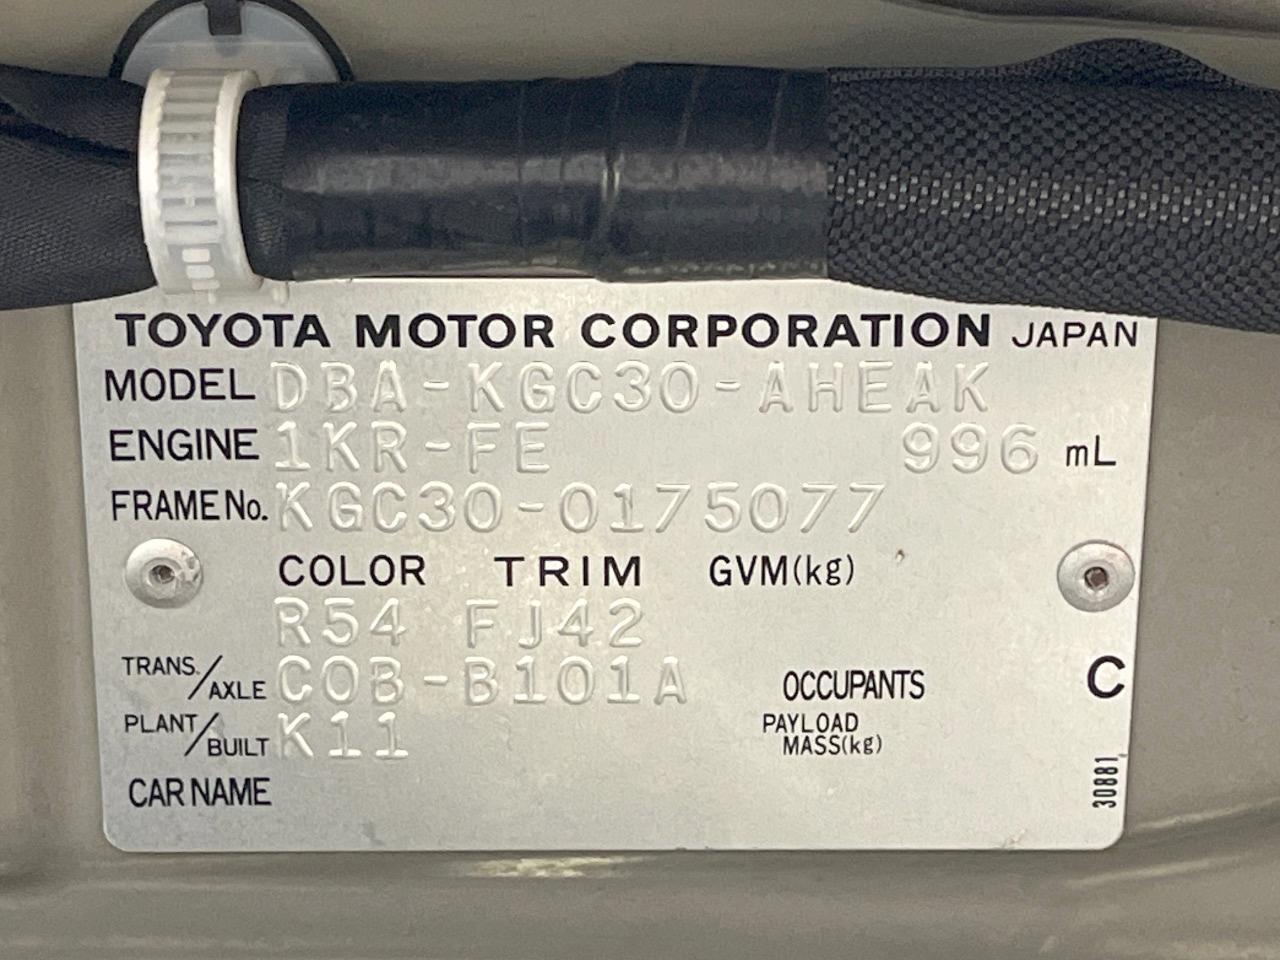 TOYOTA MOTOR CORPORATION JAPAN
MODEL DBA-KGC30-AHEAK
ENGINE 1KR-FE 996 mL
FRAME No. KGC30-0175077
COLOR TRIM GVM(kg)
R54 FJ42
TRANS./AXLE C0B-B101A OCCUPANTS C
PLANT/BUILT K11 PAYLOAD MASS(kg)
CAR NAME
30881